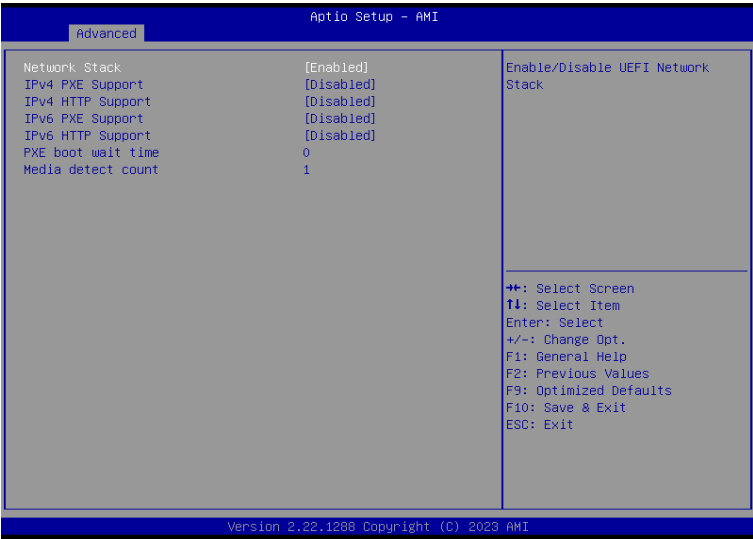 Aptio Setup – AMI
Advanced
Network Stack [Enabled]
IPv4 PXE Support [Disabled]
IPv4 HTTP Support [Disabled]
IPv6 PXE Support [Disabled]
IPv6 HTTP Support [Disabled]
PXE boot wait time 0
Media detect count 1
Enable/Disable UEFI Network
Stack
→←: Select Screen
↑↓: Select Item
Enter: Select
+/-: Change Opt.
F1: General Help
F2: Previous Values
F9: Optimized Defaults
F10: Save & Exit
ESC: Exit
Version 2.22.1288 Copyright (C) 2023 AMI